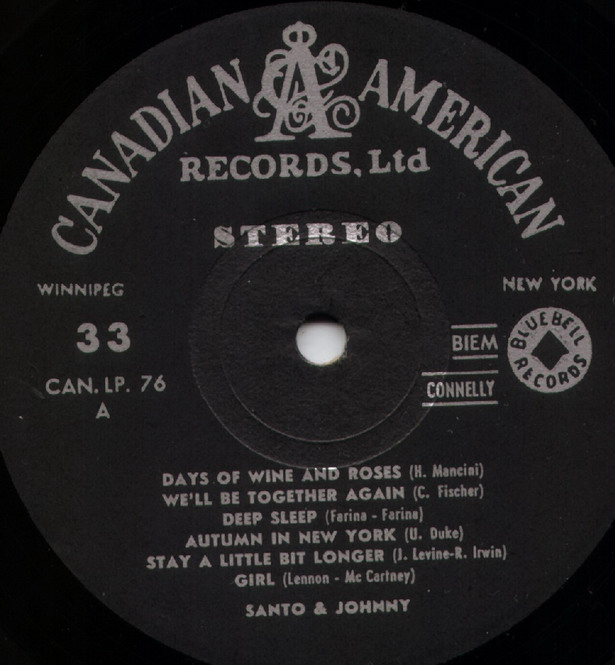 CANADIAN AMERICAN
CA
RECORDS, Ltd
STEREO
WINNIPEG
NEW YORK
33
CAN. LP. 76
A
BIEM
CONNELLY
BLUEBELL RECORDS
DAYS OF WINE AND ROSES (H. Mancini)
WE'LL BE TOGETHER AGAIN (C. Fischer)
DEEP SLEEP (Farina - Farina)
AUTUMN IN NEW YORK (U. Duke)
STAY A LITTLE BIT LONGER (J. Levine-R. Irwin)
GIRL (Lennon - Mc Cartney)
SANTO & JOHNNY